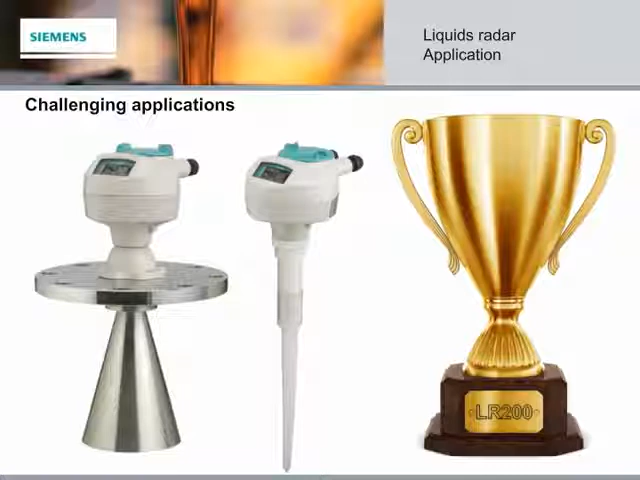 SIEMENS
Liquids radar
Application
Challenging applications
LR200